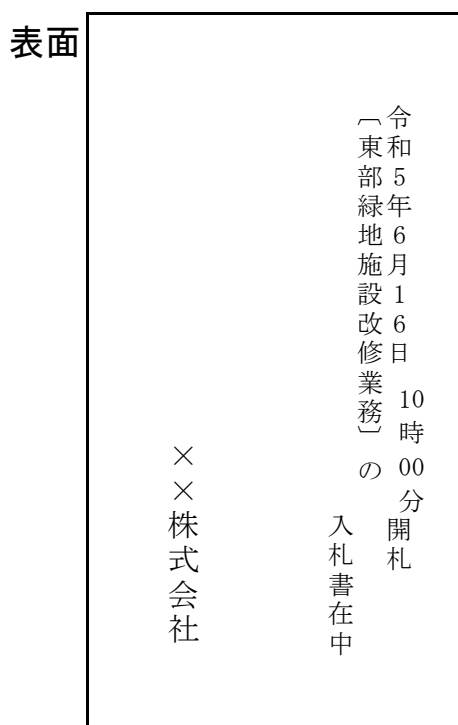 表面
令和5年6月16日 10時00分開札
〔東部緑地施設改修業務〕の
入札書在中
××株式会社